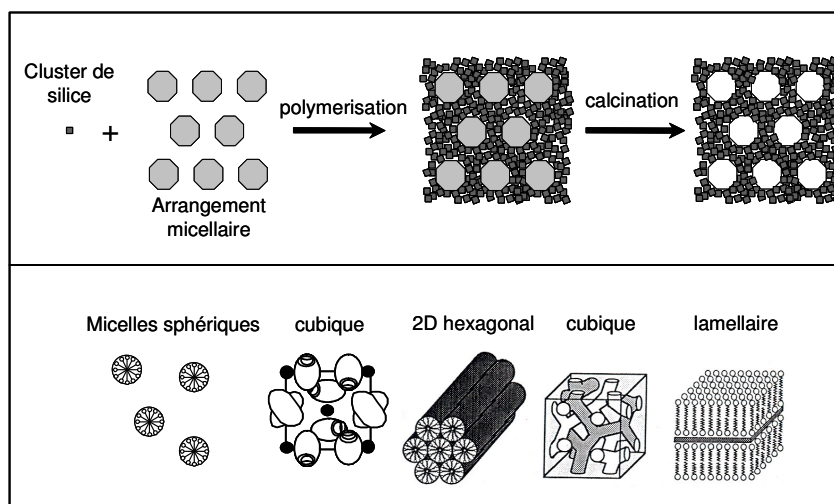 Cluster de
silice
+
Arrangement
micellaire
polymerisation
calcination
Micelles sphériques
cubique
2D hexagonal
cubique
lamellaire